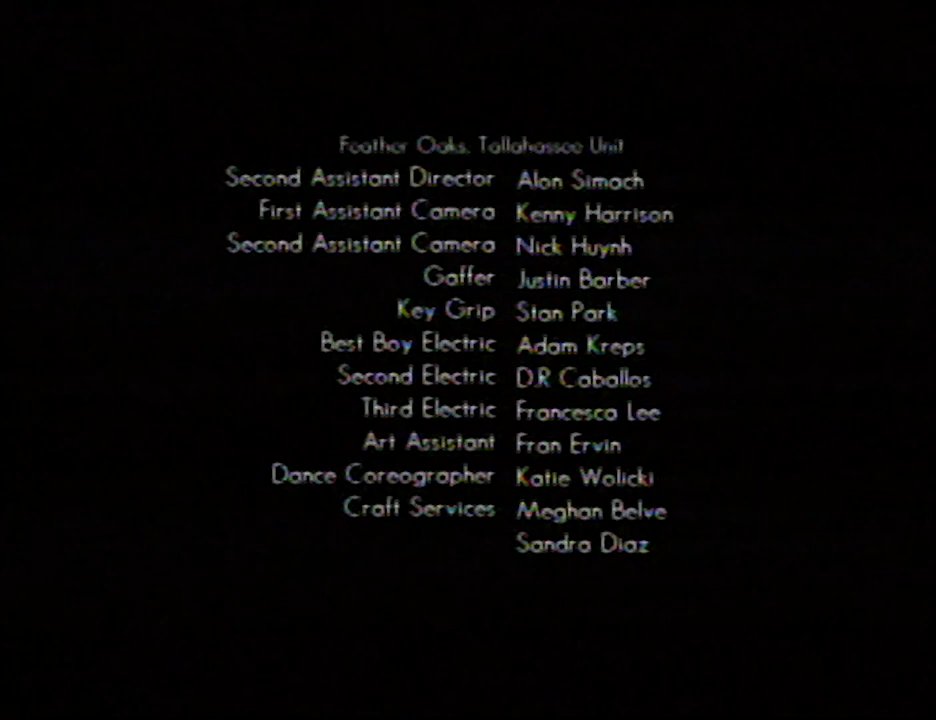 Feather Oaks, Tallahassee Unit
Second Assistant Director Alon Simach
First Assistant Camera Kenny Harrison
Second Assistant Camera Nick Huynh
Gaffer Justin Barber
Key Grip Stan Park
Best Boy Electric Adam Kreps
Second Electric D.R Caballos
Third Electric Francesca Lee
Art Assistant Fran Ervin
Dance Coreographer Katie Wolicki
Craft Services Meghan Belve
Sandra Diaz